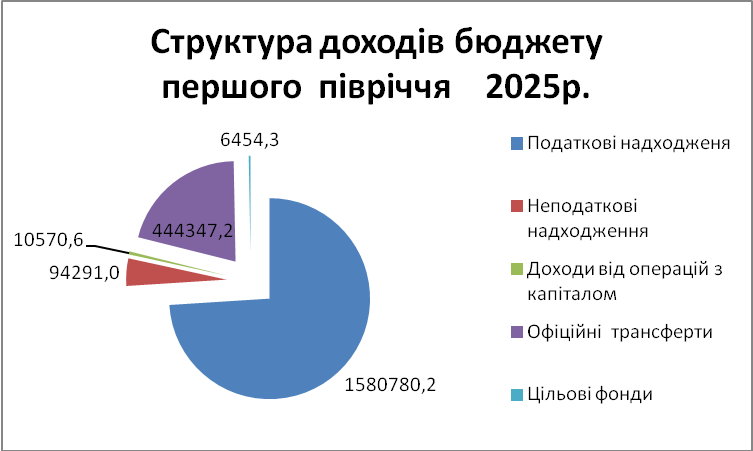 Структура доходів бюджету
першого півріччя 2025р.
6454,3
444347,2
10570,6
94291,0
1580780,2
Податкові надходженя
Неподаткові
надходження
Доходи від операцій з
капіталом
Офіційні трансферти
Цільові фонди